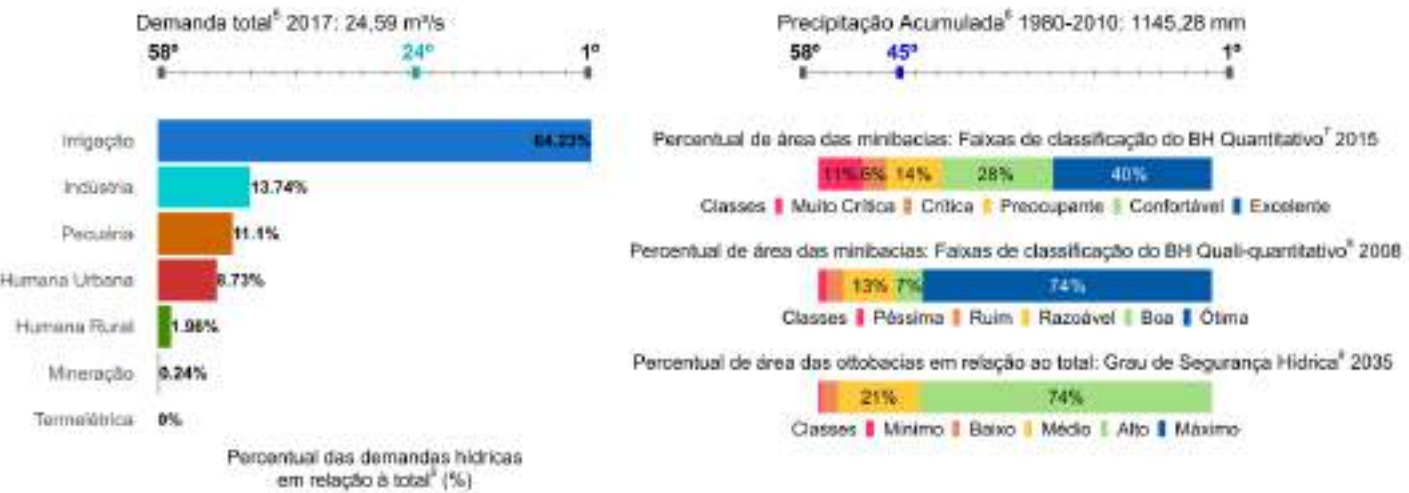 Demanda total⁵ 2017: 24,59 m³/s
58º 24º 1º
Irrigação 64.23%
Indústria 13.74%
Pecuária 11.1%
Humana Urbana 8.73%
Humana Rural 1.96%
Mineração 0.24%
Termelétrica 0%
Percentual das demandas hídricas
em relação à total⁵ (%)
Precipitação Acumulada⁶ 1980-2010: 1145,28 mm
58º 45º 1º
Percentual de área das minibacias: Faixas de classificação do BH Quantitativo⁷ 2015
11% 6% 14% 28% 40%
Classes Muito Crítica Crítica Preocupante Confortável Excelente
Percentual de área das minibacias: Faixas de classificação do BH Quali-quantitativo⁸ 2008
13% 7% 74%
Classes Péssima Ruim Razoável Boa Ótima
Percentual de área das ottobacias em relação ao total: Grau de Segurança Hídrica 2035
21% 74%
Classes Mínimo Baixo Médio Alto Máximo